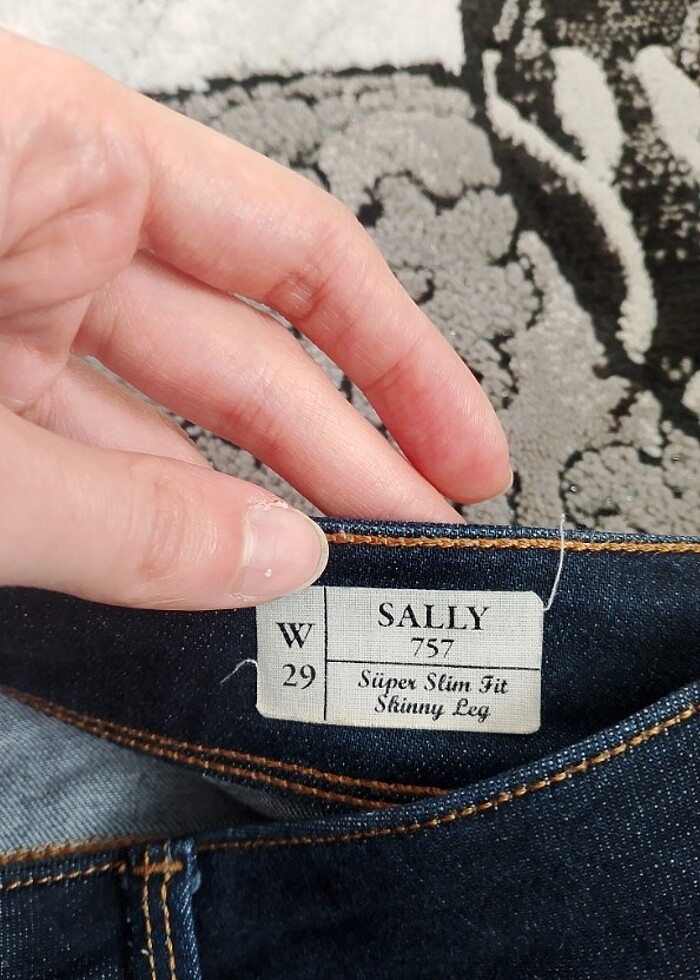 W
29
SALLY
757
Süper Slim Fit
Skinny Leg